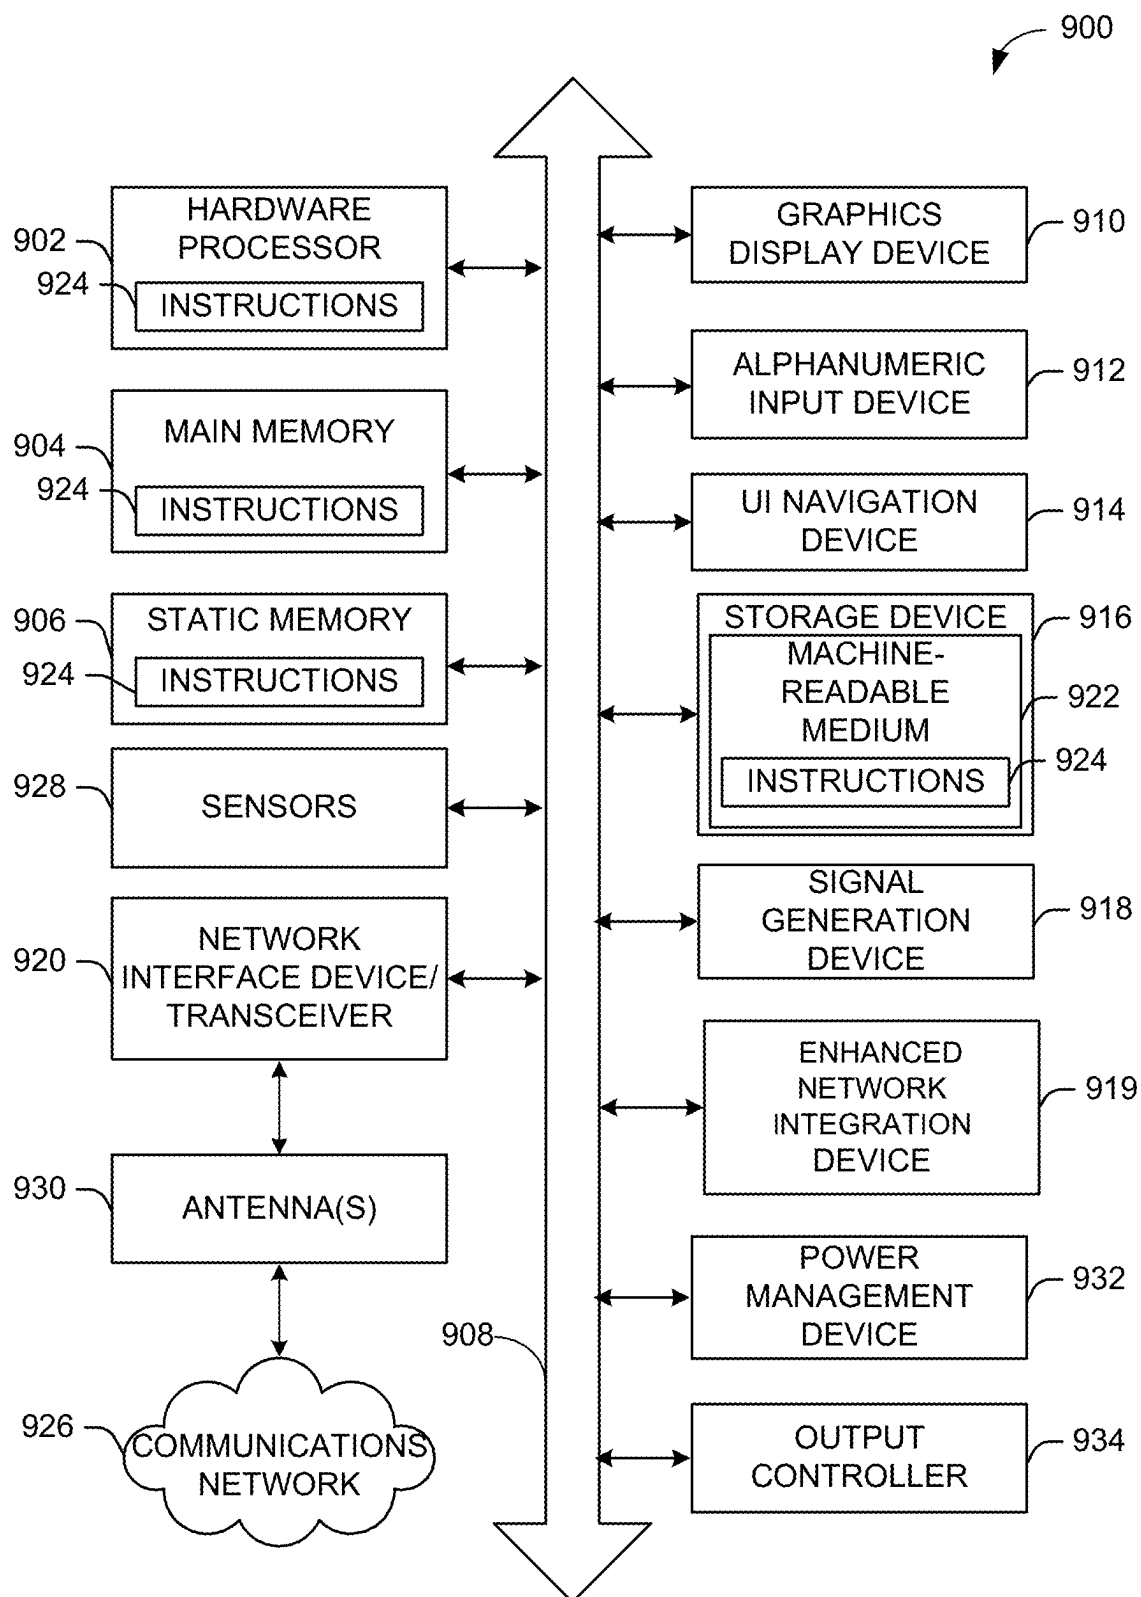 900
HARDWARE
PROCESSOR
902
924
INSTRUCTIONS
MAIN MEMORY
904
924
INSTRUCTIONS
STATIC MEMORY
906
924
INSTRUCTIONS
928
SENSORS
NETWORK
INTERFACE DEVICE/
TRANSCEIVER
920
930
ANTENNA(S)
908
926
COMMUNICATIONS
NETWORK
GRAPHICS
DISPLAY DEVICE
910
ALPHANUMERIC
INPUT DEVICE
912
UI NAVIGATION
DEVICE
914
STORAGE DEVICE
916
MACHINE-
READABLE
MEDIUM
922
INSTRUCTIONS
924
SIGNAL
GENERATION
DEVICE
918
ENHANCED
NETWORK
INTEGRATION
DEVICE
919
POWER
MANAGEMENT
DEVICE
932
OUTPUT
CONTROLLER
934